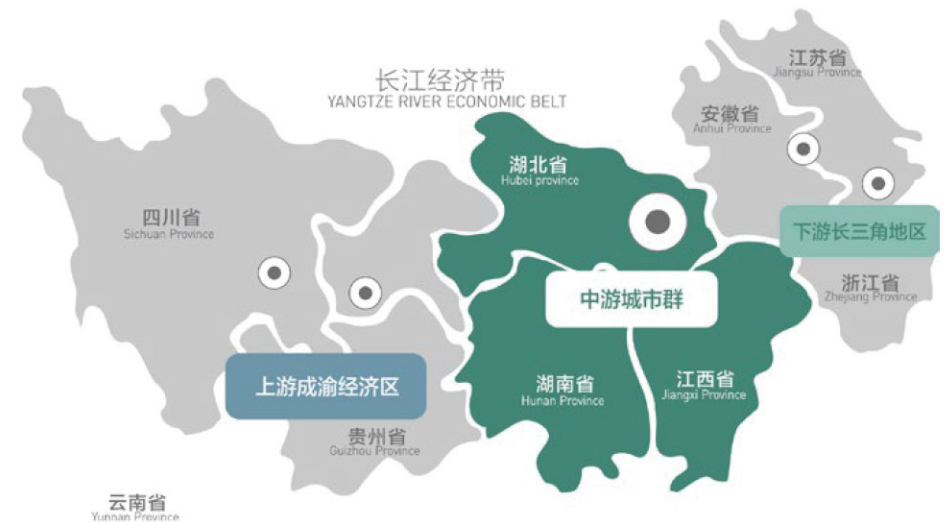 长江经济带
YANGTZE RIVER ECONOMIC BELT
江苏省
Jiangsu Province
安徽省
Anhui Province
湖北省
Hubei province
四川省
Sichuan Province
下游长三角地区
浙江省
Zhejiang Province
中游城市群
上游成渝经济区
湖南省
Hunan Province
江西省
Jiangxi Province
贵州省
Guizhou Province
云南省
Yunnan Province